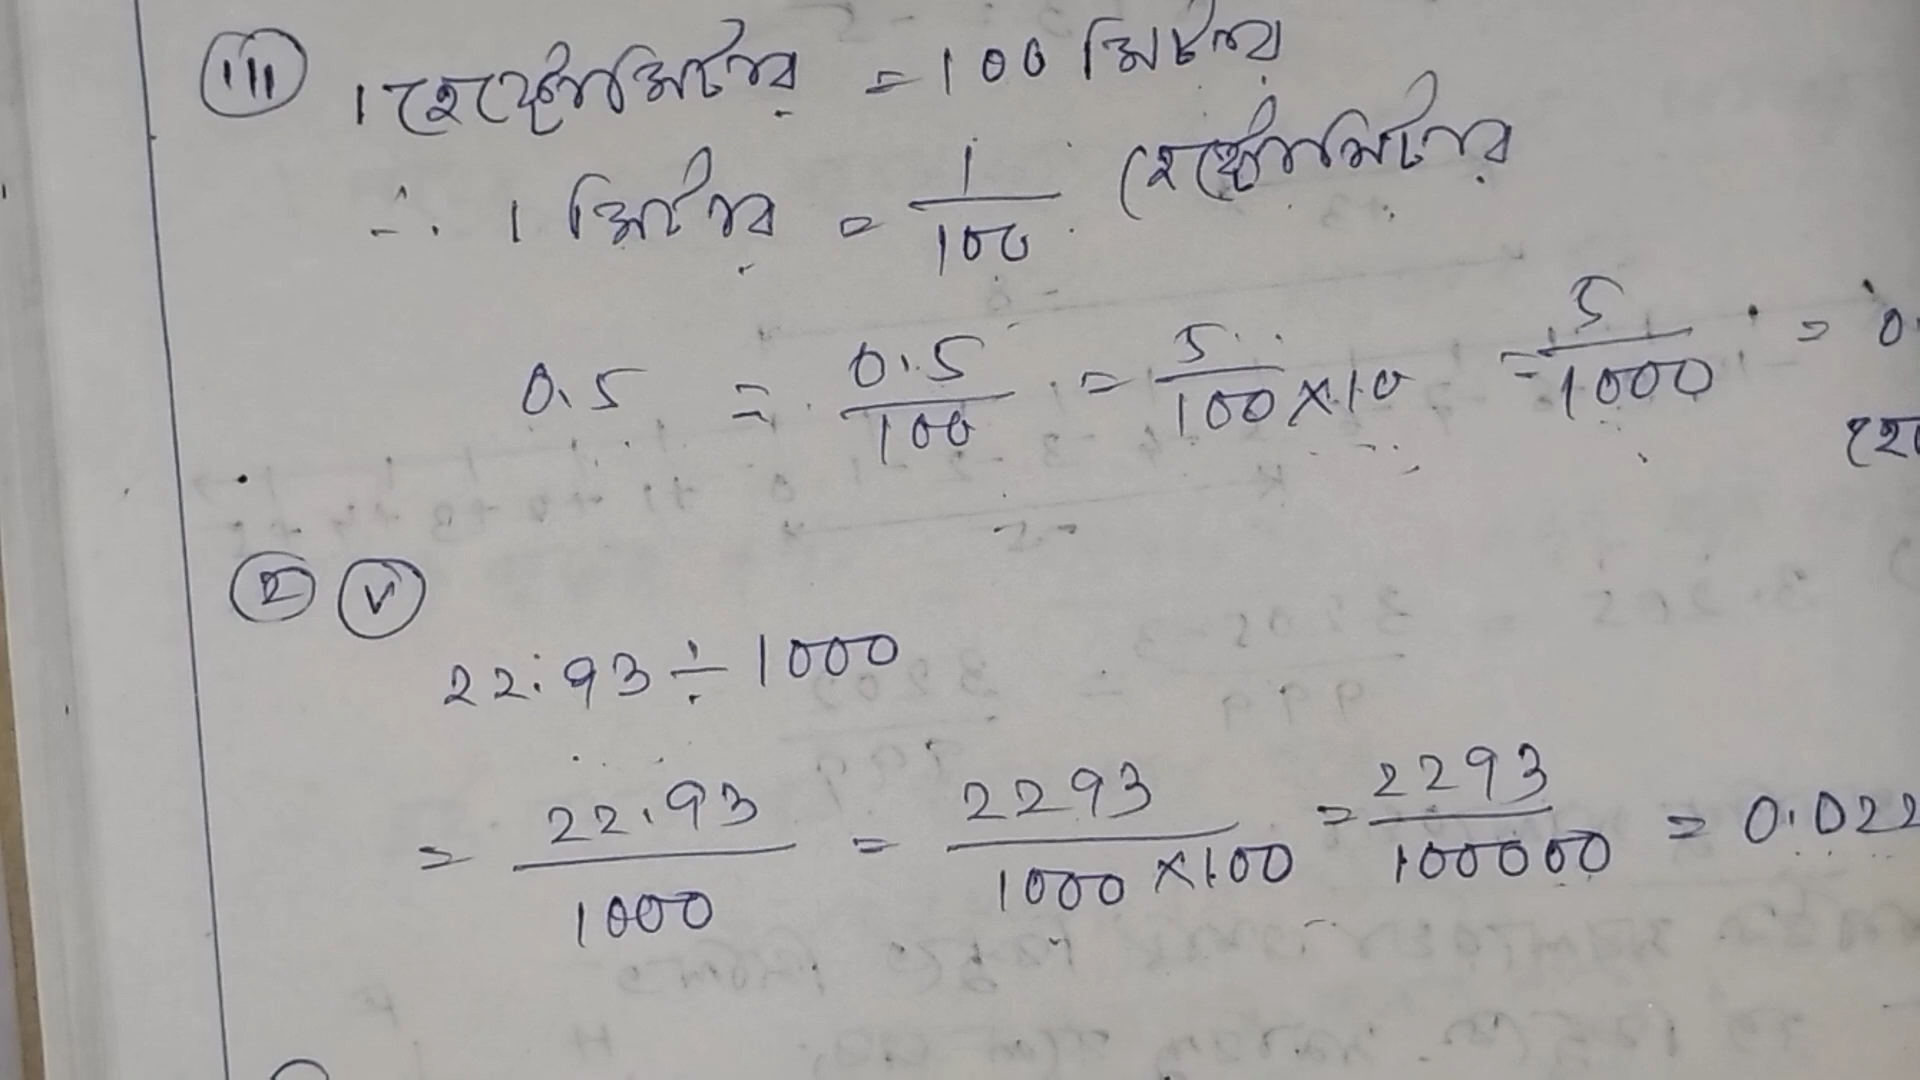 (iii) 1 হেক্টোমিটার = 100 মিটার
∴ 1 মিটার = 1/100 হেক্টোমিটার
0.5 = 0.5/100 = 5/100×10 = 5/1000 = 0.
হে
(2) (v)
22.93 ÷ 1000
= 22.93/1000 = 2293/1000×100 = 2293/100000 = 0.022